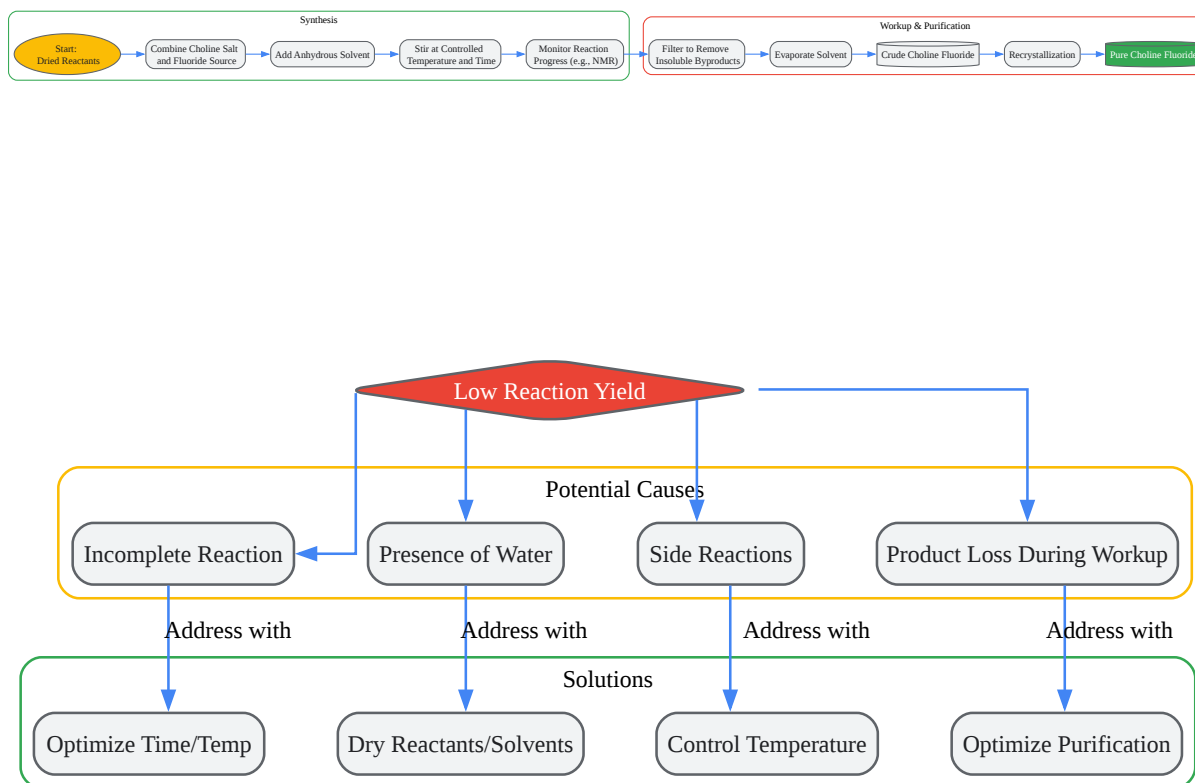 Synthesis
Workup & Purification
Start:
Dried Reactants
Combine Choline Salt
and Fluoride Source
Add Anhydrous Solvent
Stir at Controlled
Temperature and Time
Monitor Reaction
Progress (e.g., NMR)
Filter to Remove
Insoluble Byproducts
Evaporate Solvent
Crude Choline Fluoride
Recrystallization
Pure Choline Fluoride
Low Reaction Yield
Potential Causes
Incomplete Reaction
Presence of Water
Side Reactions
Product Loss During Workup
Address with
Address with
Address with
Address with
Solutions
Optimize Time/Temp
Dry Reactants/Solvents
Control Temperature
Optimize Purification